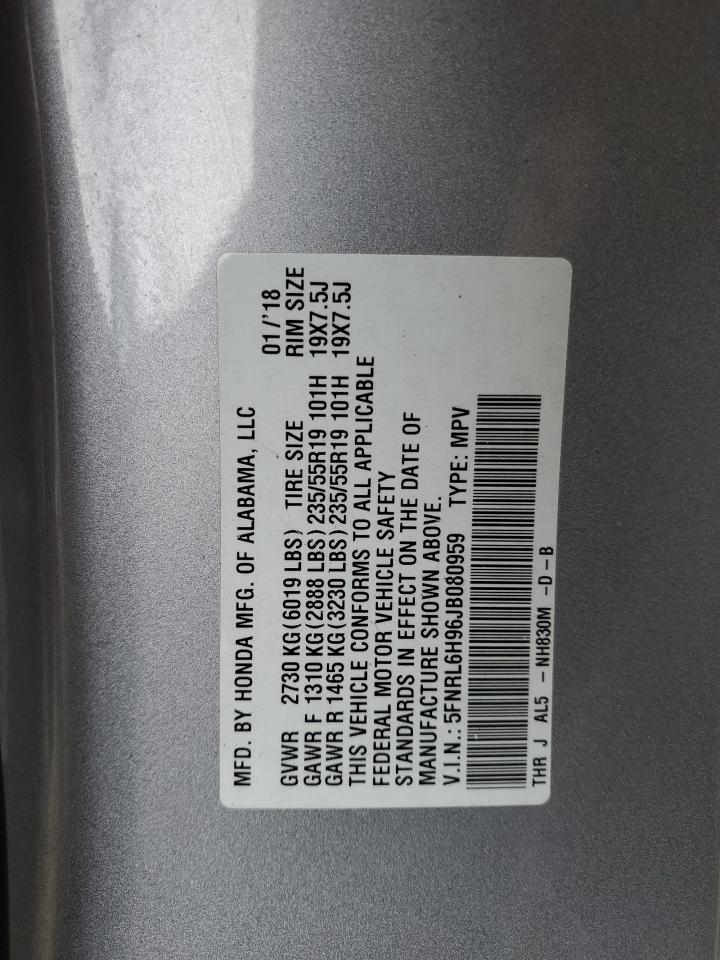 MFD. BY HONDA MFG. OF ALABAMA, LLC 01/'18
GVWR 2730 KG(6019 LBS) TIRE SIZE RIM SIZE
GAWR F 1310 KG(2888 LBS)235/55R19 101H 19X7.5J
GAWR R 1465 KG(3230 LBS)235/55R19 101H 19X7.5J
THIS VEHICLE CONFORMS TO ALL APPLICABLE
FEDERAL MOTOR VEHICLE SAFETY
STANDARDS IN EFFECT ON THE DATE OF
MANUFACTURE SHOWN ABOVE.
V.I.N.: 5FNRL6H96JB080959 TYPE: MPV
THR J AL5 -NH830M -D-B